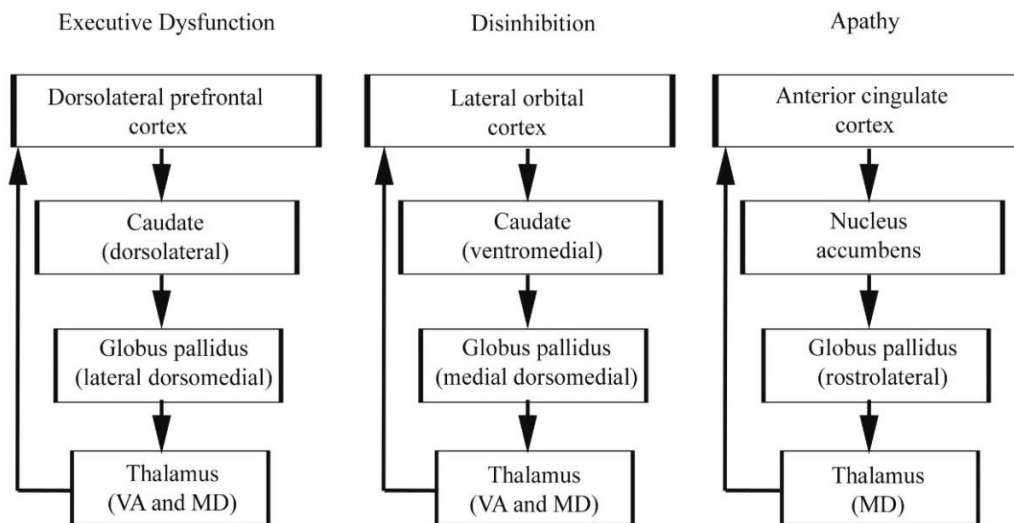 Executive Dysfunction
Dorsolateral prefrontal
cortex
Caudate
(dorsolateral)
Globus pallidus
(lateral dorsomedial)
Thalamus
(VA and MD)
Disinhibition
Lateral orbital
cortex
Caudate
(ventromedial)
Globus pallidus
(medial dorsomedial)
Thalamus
(VA and MD)
Apathy
Anterior cingulate
cortex
Nucleus
accumbens
Globus pallidus
(rostrolateral)
Thalamus
(MD)